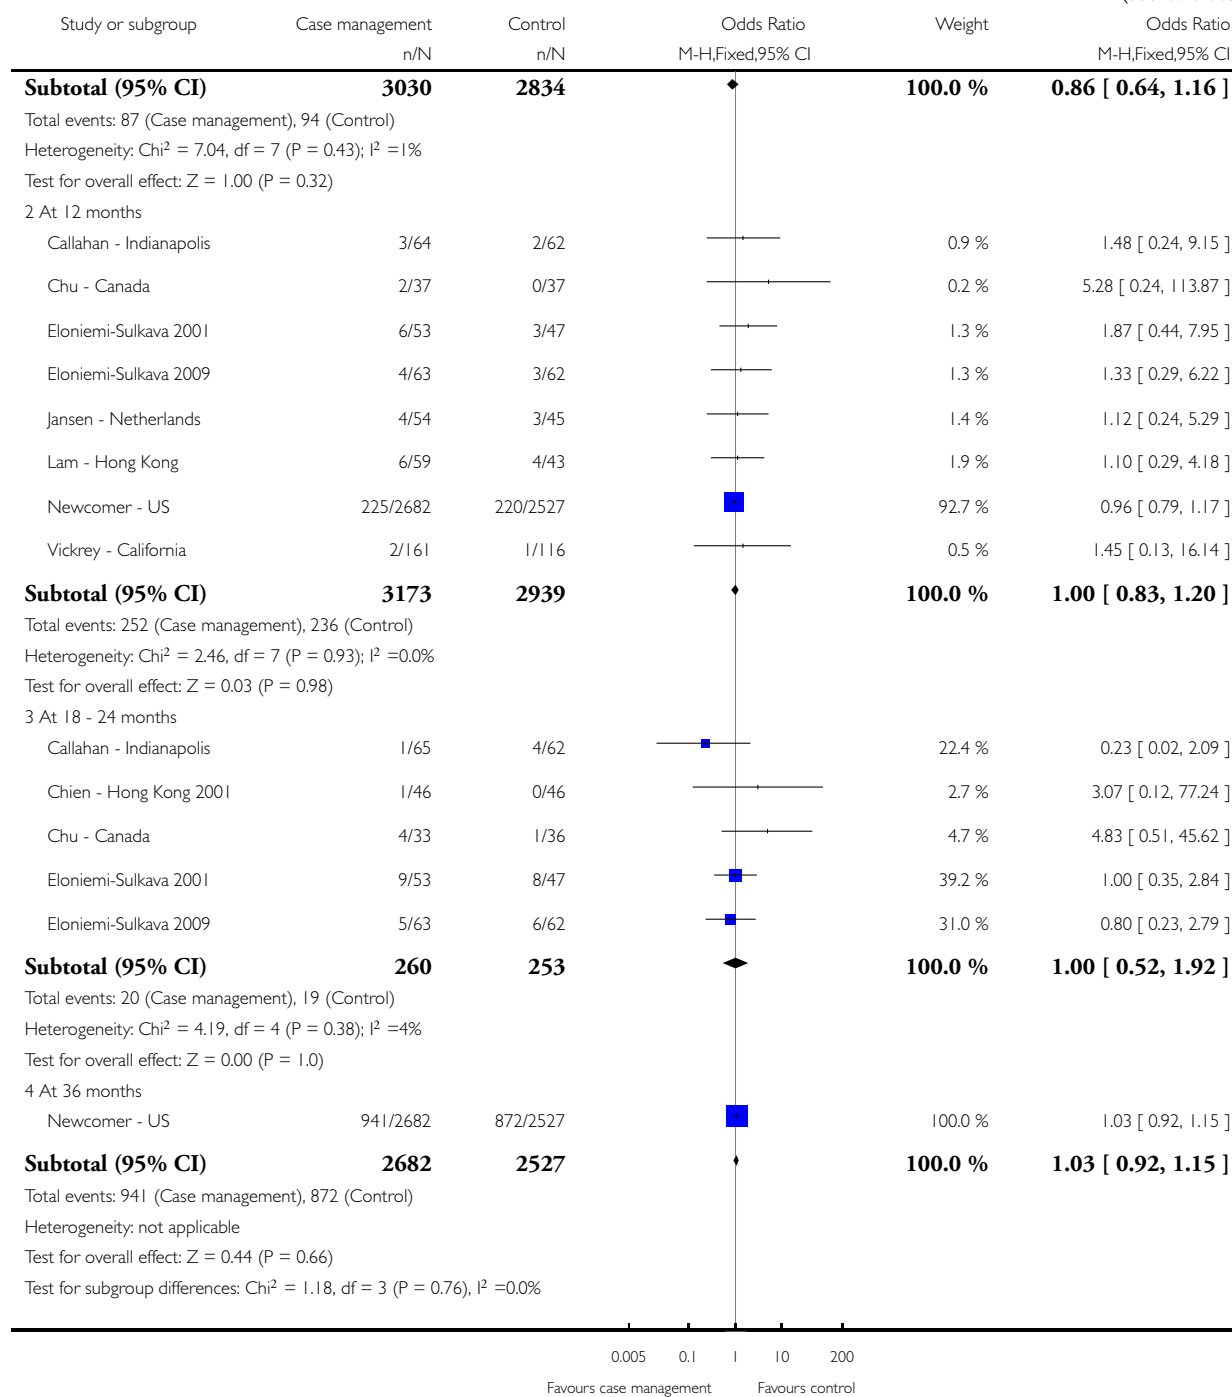 Study or subgroup Case management Control Odds Ratio Weight Odds Ratio
n/N n/N M-H,Fixed,95% CI M-H,Fixed,95% CI
Subtotal (95% CI) 3030 2834 100.0 % 0.86 [ 0.64, 1.16 ]
Total events: 87 (Case management), 94 (Control)
Heterogeneity: Chi² = 7.04, df = 7 (P = 0.43); I² =1%
Test for overall effect: Z = 1.00 (P = 0.32)
2 At 12 months
Callahan - Indianapolis 3/64 2/62 0.9 % 1.48 [ 0.24, 9.15 ]
Chu - Canada 2/37 0/37 0.2 % 5.28 [ 0.24, 113.87 ]
Eloniemi-Sulkava 2001 6/53 3/47 1.3 % 1.87 [ 0.44, 7.95 ]
Eloniemi-Sulkava 2009 4/63 3/62 1.3 % 1.33 [ 0.29, 6.22 ]
Jansen - Netherlands 4/54 3/45 1.4 % 1.12 [ 0.24, 5.29 ]
Lam - Hong Kong 6/59 4/43 1.9 % 1.10 [ 0.29, 4.18 ]
Newcomer - US 225/2682 220/2527 92.7 % 0.96 [ 0.79, 1.17 ]
Vickrey - California 2/161 1/116 0.5 % 1.45 [ 0.13, 16.14 ]
Subtotal (95% CI) 3173 2939 100.0 % 1.00 [ 0.83, 1.20 ]
Total events: 252 (Case management), 236 (Control)
Heterogeneity: Chi² = 2.46, df = 7 (P = 0.93); I² =0.0%
Test for overall effect: Z = 0.03 (P = 0.98)
3 At 18 - 24 months
Callahan - Indianapolis 1/65 4/62 22.4 % 0.23 [ 0.02, 2.09 ]
Chien - Hong Kong 2001 1/46 0/46 2.7 % 3.07 [ 0.12, 77.24 ]
Chu - Canada 4/33 1/36 4.7 % 4.83 [ 0.51, 45.62 ]
Eloniemi-Sulkava 2001 9/53 8/47 39.2 % 1.00 [ 0.35, 2.84 ]
Eloniemi-Sulkava 2009 5/63 6/62 31.0 % 0.80 [ 0.23, 2.79 ]
Subtotal (95% CI) 260 253 100.0 % 1.00 [ 0.52, 1.92 ]
Total events: 20 (Case management), 19 (Control)
Heterogeneity: Chi² = 4.19, df = 4 (P = 0.38); I² =4%
Test for overall effect: Z = 0.00 (P = 1.0)
4 At 36 months
Newcomer - US 941/2682 872/2527 100.0 % 1.03 [ 0.92, 1.15 ]
Subtotal (95% CI) 2682 2527 100.0 % 1.03 [ 0.92, 1.15 ]
Total events: 941 (Case management), 872 (Control)
Heterogeneity: not applicable
Test for overall effect: Z = 0.44 (P = 0.66)
Test for subgroup differences: Chi² = 1.18, df = 3 (P = 0.76), I² =0.0%
0.005 0.1 1 10 200
Favours case management Favours control